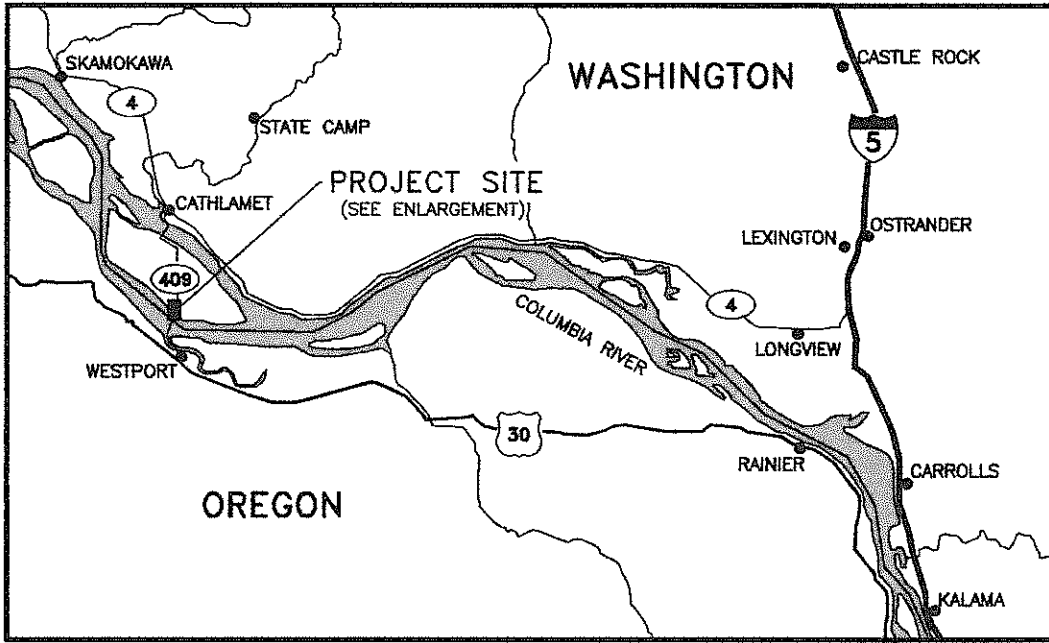 SKAMOKAWA
4
STATE CAMP
WASHINGTON
CASTLE ROCK
5
PROJECT SITE
(SEE ENLARGEMENT)
CATHLAMET
LEXINGTON
OSTRANDER
409
4
COLUMBIA RIVER
LONGVIEW
WESTPORT
30
RAINIER
CARROLLS
OREGON
KALAMA